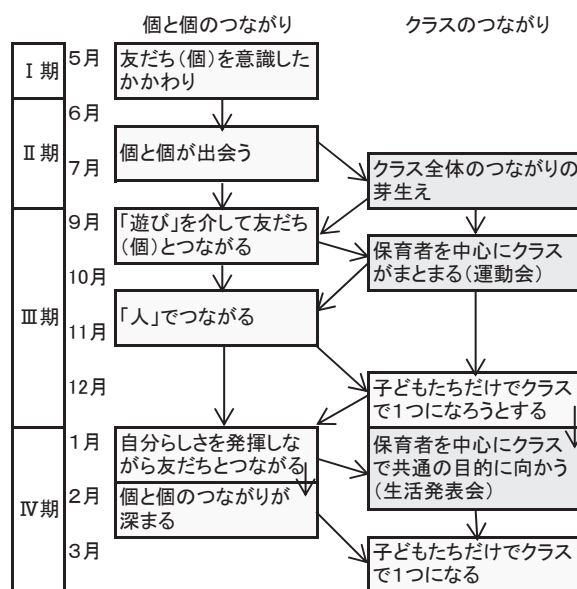 個と個のつながり
クラスのつながり
Ⅰ期
5月
友だち(個)を意識した
かかわり
Ⅱ期
6月
7月
個と個が出会う
クラス全体のつながりの
芽生え
Ⅲ期
9月
「遊び」を介して友だち
(個)とつながる
保育者を中心にクラス
がまとまる(運動会)
10月
11月
「人」でつながる
12月
子どもたちだけでクラス
で1つになろうとする
Ⅳ期
1月
自分らしさを発揮しな
がら友だちとつながる
保育者を中心にクラス
で共通の目的に向かう
(生活発表会)
2月
個と個のつながりが
深まる
3月
子どもたちだけでクラス
で1つになる